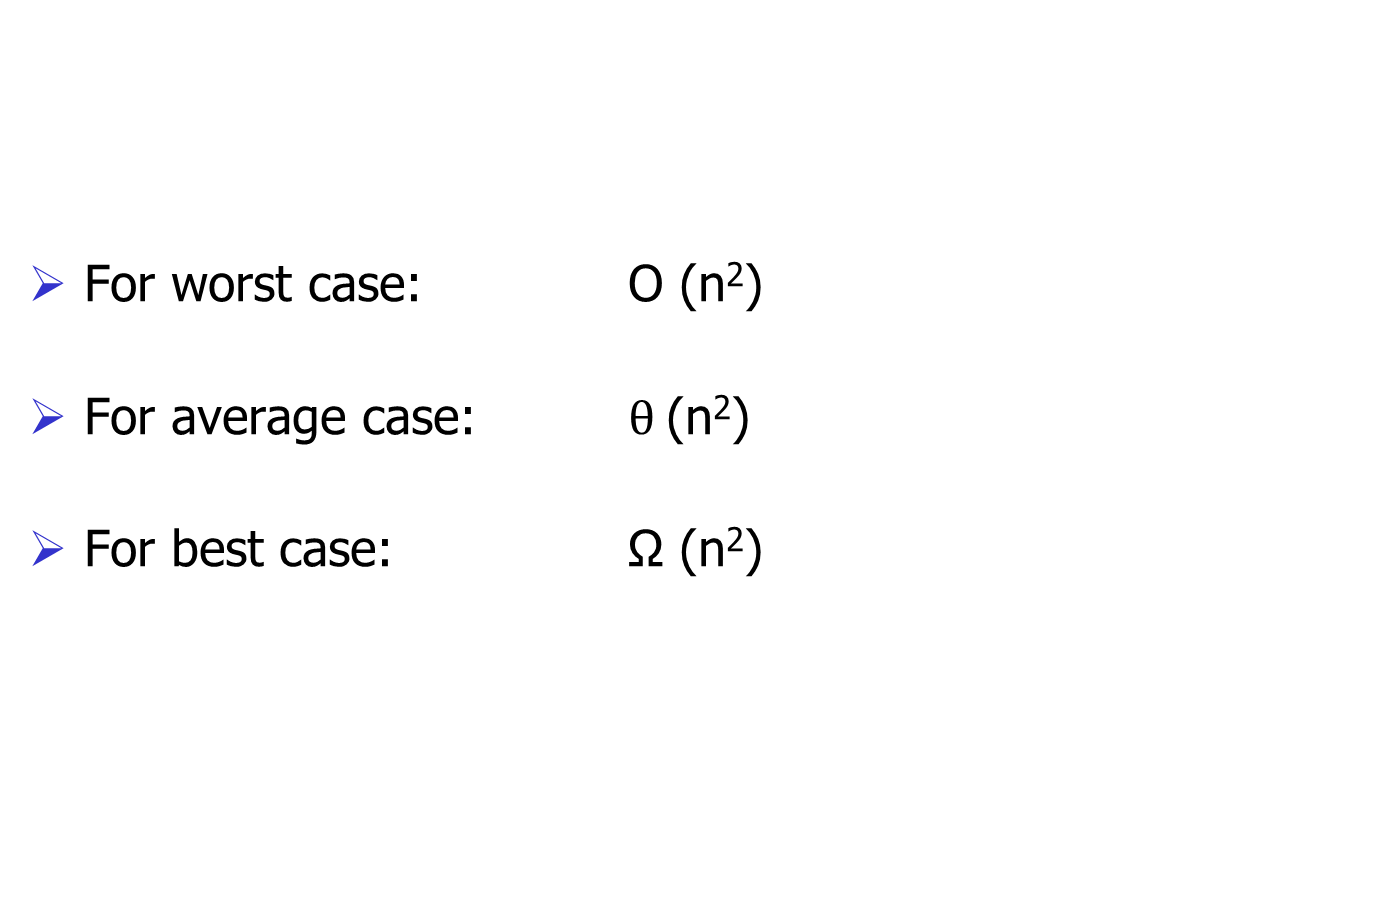 ➢ For worst case: O (n²)
➢ For average case: θ (n²)
➢ For best case: Ω (n²)